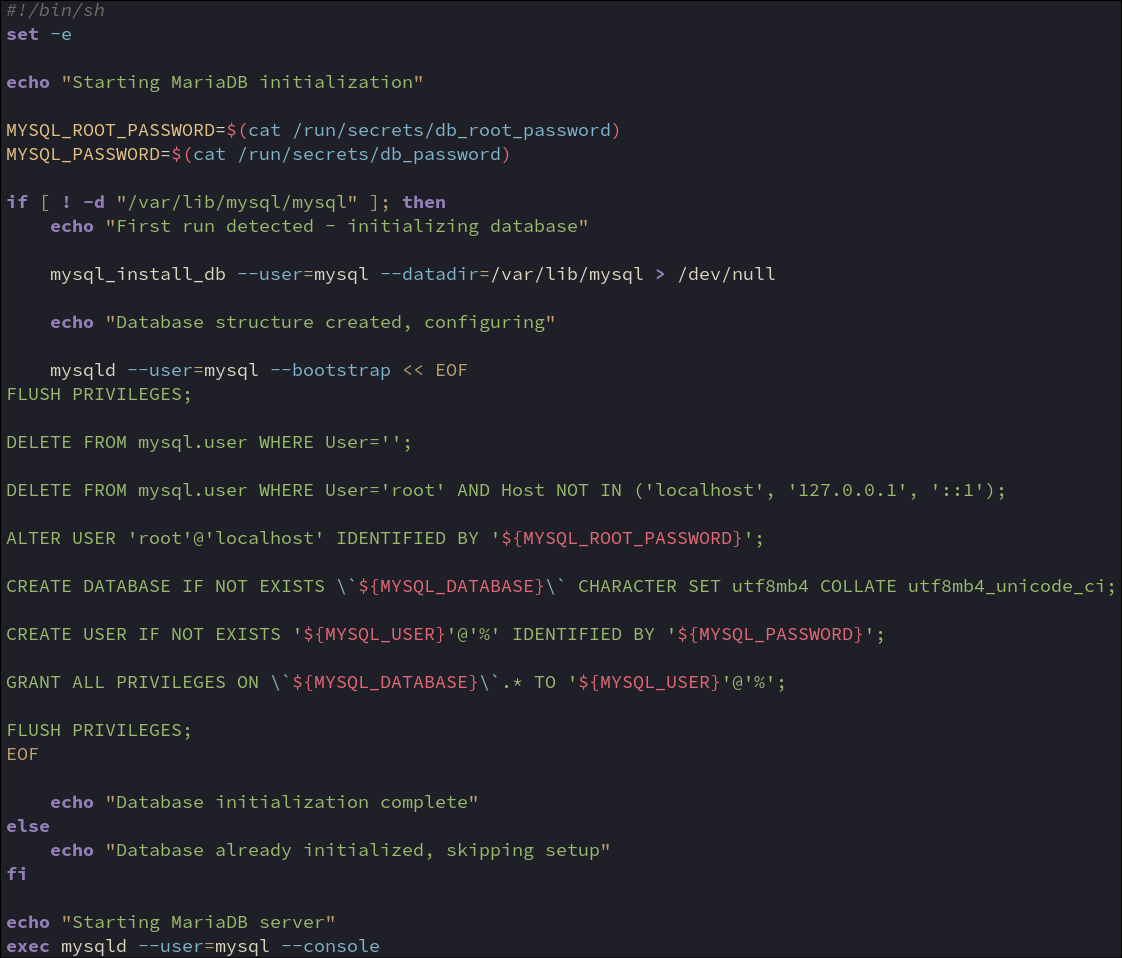 #!/bin/sh
set -e

echo "Starting MariaDB initialization"

MYSQL_ROOT_PASSWORD=$(cat /run/secrets/db_root_password)
MYSQL_PASSWORD=$(cat /run/secrets/db_password)

if [ ! -d "/var/lib/mysql/mysql" ]; then
    echo "First run detected - initializing database"

    mysql_install_db --user=mysql --datadir=/var/lib/mysql > /dev/null

    echo "Database structure created, configuring"

    mysqld --user=mysql --bootstrap << EOF
FLUSH PRIVILEGES;

DELETE FROM mysql.user WHERE User='';

DELETE FROM mysql.user WHERE User='root' AND Host NOT IN ('localhost', '127.0.0.1', '::1');

ALTER USER 'root'@'localhost' IDENTIFIED BY '${MYSQL_ROOT_PASSWORD}';

CREATE DATABASE IF NOT EXISTS \`${MYSQL_DATABASE}\` CHARACTER SET utf8mb4 COLLATE utf8mb4_unicode_ci;

CREATE USER IF NOT EXISTS '${MYSQL_USER}'@'%' IDENTIFIED BY '${MYSQL_PASSWORD}';

GRANT ALL PRIVILEGES ON \`${MYSQL_DATABASE}\`.* TO '${MYSQL_USER}'@'%';

FLUSH PRIVILEGES;
EOF

    echo "Database initialization complete"
else
    echo "Database already initialized, skipping setup"
fi

echo "Starting MariaDB server"
exec mysqld --user=mysql --console